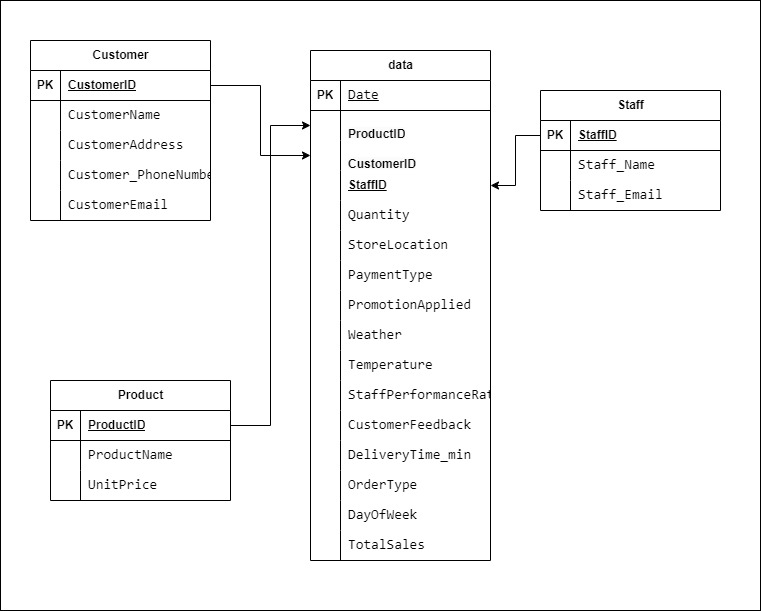 Customer
PK CustomerID
CustomerName
CustomerAddress
Customer_PhoneNumbe
CustomerEmail
data
PK Date
ProductID
CustomerID
StaffID
Quantity
StoreLocation
PaymentType
PromotionApplied
Weather
Temperature
StaffPerformanceRat
CustomerFeedback
DeliveryTime_min
OrderType
DayOfWeek
TotalSales
Staff
PK StaffID
Staff_Name
Staff_Email
Product
PK ProductID
ProductName
UnitPrice